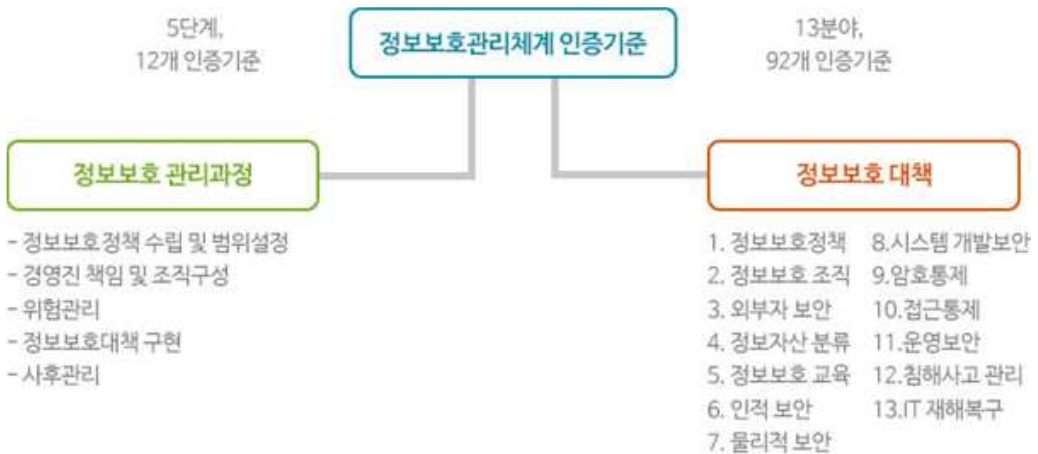 5단계,
12개 인증기준
정보보호관리체계 인증기준
13분야,
92개 인증기준
정보보호 관리과정
- 정보보호정책 수립 및 범위설정
- 경영진 책임 및 조직구성
- 위험관리
- 정보보호대책 구현
- 사후관리
정보보호 대책
1. 정보보호정책
2. 정보보호 조직
3. 외부자 보안
4. 정보자산 분류
5. 정보보호 교육
6. 인적 보안
7. 물리적 보안
8.시스템 개발보안
9.암호통제
10.접근통제
11.운영보안
12.침해사고 관리
13.IT 재해복구